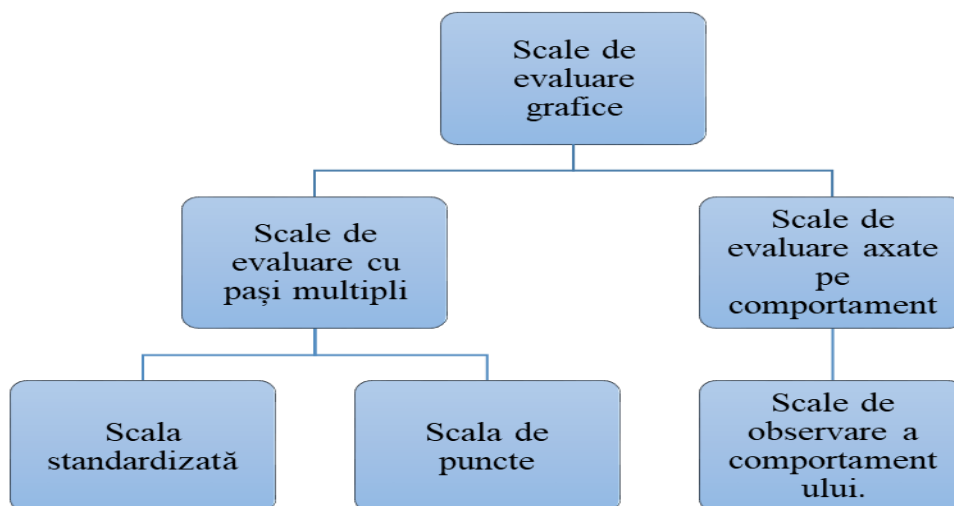 Scale de
evaluare
grafice
Scale de
evaluare cu
pași multipli
Scale de
evaluare axate
pe
comportament
Scala
standardizată
Scala de
puncte
Scale de
observare a
comportament
ului.